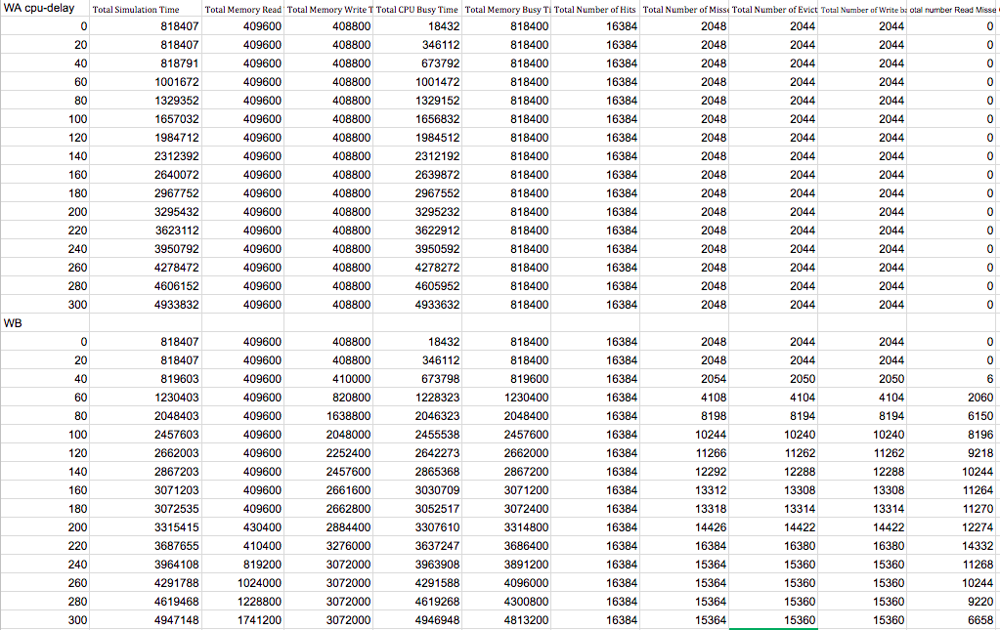 WA cpu-delay Total Simulation Time Total Memory Read Total Memory Write T Total CPU Busy Time Total Memory Busy Ti Total Number of Hits Total Number of Misse Total Number of Evict Total Number of Write ba otal number Read Misse
0 818407 409600 408800 18432 818400 16384 2048 2044 2044 0
20 818407 409600 408800 346112 818400 16384 2048 2044 2044 0
40 818791 409600 408800 673792 818400 16384 2048 2044 2044 0
60 1001672 409600 408800 1001472 818400 16384 2048 2044 2044 0
80 1329352 409600 408800 1329152 818400 16384 2048 2044 2044 0
100 1657032 409600 408800 1656832 818400 16384 2048 2044 2044 0
120 1984712 409600 408800 1984512 818400 16384 2048 2044 2044 0
140 2312392 409600 408800 2312192 818400 16384 2048 2044 2044 0
160 2640072 409600 408800 2639872 818400 16384 2048 2044 2044 0
180 2967752 409600 408800 2967552 818400 16384 2048 2044 2044 0
200 3295432 409600 408800 3295232 818400 16384 2048 2044 2044 0
220 3623112 409600 408800 3622912 818400 16384 2048 2044 2044 0
240 3950792 409600 408800 3950592 818400 16384 2048 2044 2044 0
260 4278472 409600 408800 4278272 818400 16384 2048 2044 2044 0
280 4606152 409600 408800 4605952 818400 16384 2048 2044 2044 0
300 4933832 409600 408800 4933632 818400 16384 2048 2044 2044 0
WB
0 818407 409600 408800 18432 818400 16384 2048 2044 2044 0
20 818407 409600 408800 346112 818400 16384 2048 2044 2044 0
40 819603 409600 410000 673798 819600 16384 2054 2050 2050 6
60 1230403 409600 820800 1228323 1230400 16384 4108 4104 4104 2060
80 2048403 409600 1638800 2046323 2048400 16384 8198 8194 8194 6150
100 2457603 409600 2048000 2455538 2457600 16384 10244 10240 10240 8196
120 2662003 409600 2252400 2642273 2662000 16384 11266 11262 11262 9218
140 2867203 409600 2457600 2865368 2867200 16384 12292 12288 12288 10244
160 3071203 409600 2661600 3030709 3071200 16384 13312 13308 13308 11264
180 3072535 409600 2662800 3052517 3072400 16384 13318 13314 13314 11270
200 3315415 430400 2884400 3307610 3314800 16384 14426 14422 14422 12274
220 3687655 410400 3276000 3637247 3686400 16384 16384 16380 16380 14332
240 3964108 819200 3072000 3963908 3891200 16384 15364 15360 15360 11268
260 4291788 1024000 3072000 4291588 4096000 16384 15364 15360 15360 10244
280 4619468 1228800 3072000 4619268 4300800 16384 15364 15360 15360 9220
300 4947148 1741200 3072000 4946948 4813200 16384 15364 15360 15360 6658